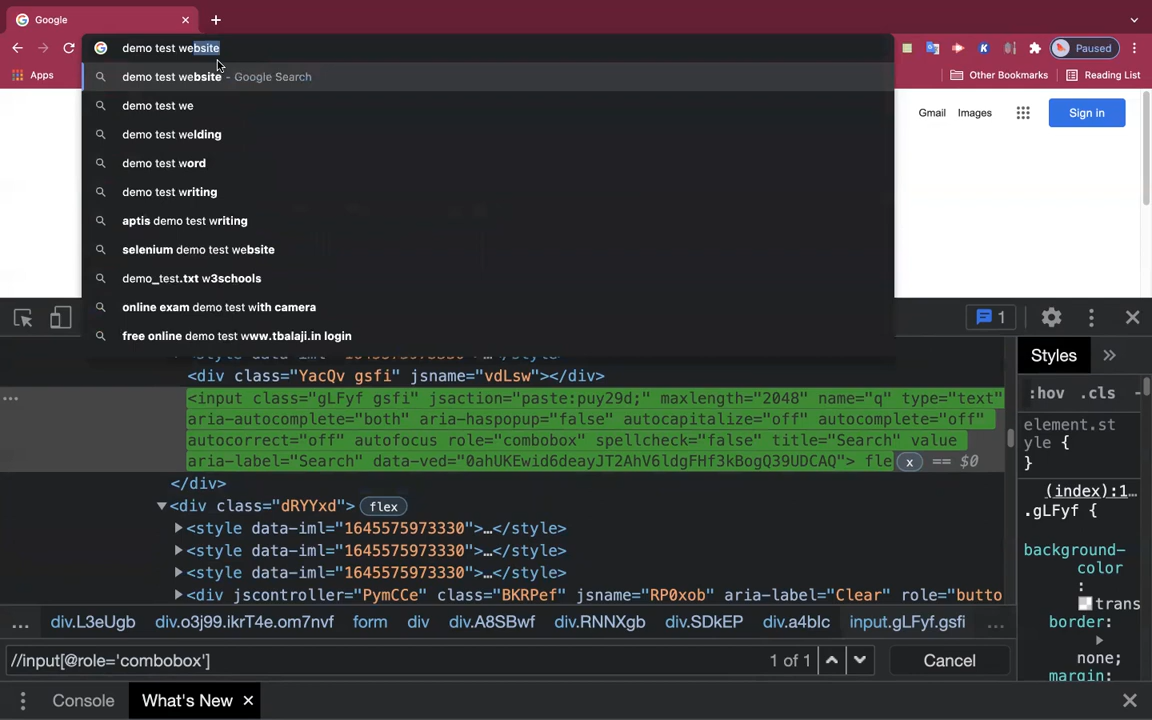 Google
demo test website
Paused
Apps
Other Bookmarks
Reading List
demo test website - Google Search
demo test we
demo test welding
demo test word
demo test writing
aptis demo test writing
selenium demo test website
demo_test.txt w3schools
online exam demo test with camera
free online demo test www.tbalaji.in login
Gmail Images
Sign in
1
<div class="YacQv gsfi" jsname="vdLsw"></div>
<input class="gLFyf gsfi" jsaction="paste:puy29d;" maxlength="2048" name="q" type="text"
aria-autocomplete="both" aria-haspopup="false" autocapitalize="off" autocomplete="off"
autocorrect="off" autofocus role="combobox" spellcheck="false" title="Search" value
aria-label="Search" data-ved="0ahUKEwid6deayJT2AhV6ldgFHf3kBogQ39UDCAQ"> fle x == $0
</div>
<div class="dRYYxd"> flex
<style data-iml="1645575973330">…</style>
<style data-iml="1645575973330">…</style>
<style data-iml="1645575973330">…</style>
<div jscontroller="PymCCe" class="BKRPef" jsname="RP0xob" aria-label="Clear" role="butto
... div.L3eUgb div.o3j99.ikrT4e.om7nvf form div div.A8SBwf div.RNNXgb div.SDkEP div.a4bIc input.gLFyf.gsfi ...
//input[@role='combobox'] 1 of 1 Cancel
Console What's New
Styles
:hov .cls
element.st
yle {
}
(index):1…
.gLFyf {
background-
color
:
trans
border:
none;
margin: